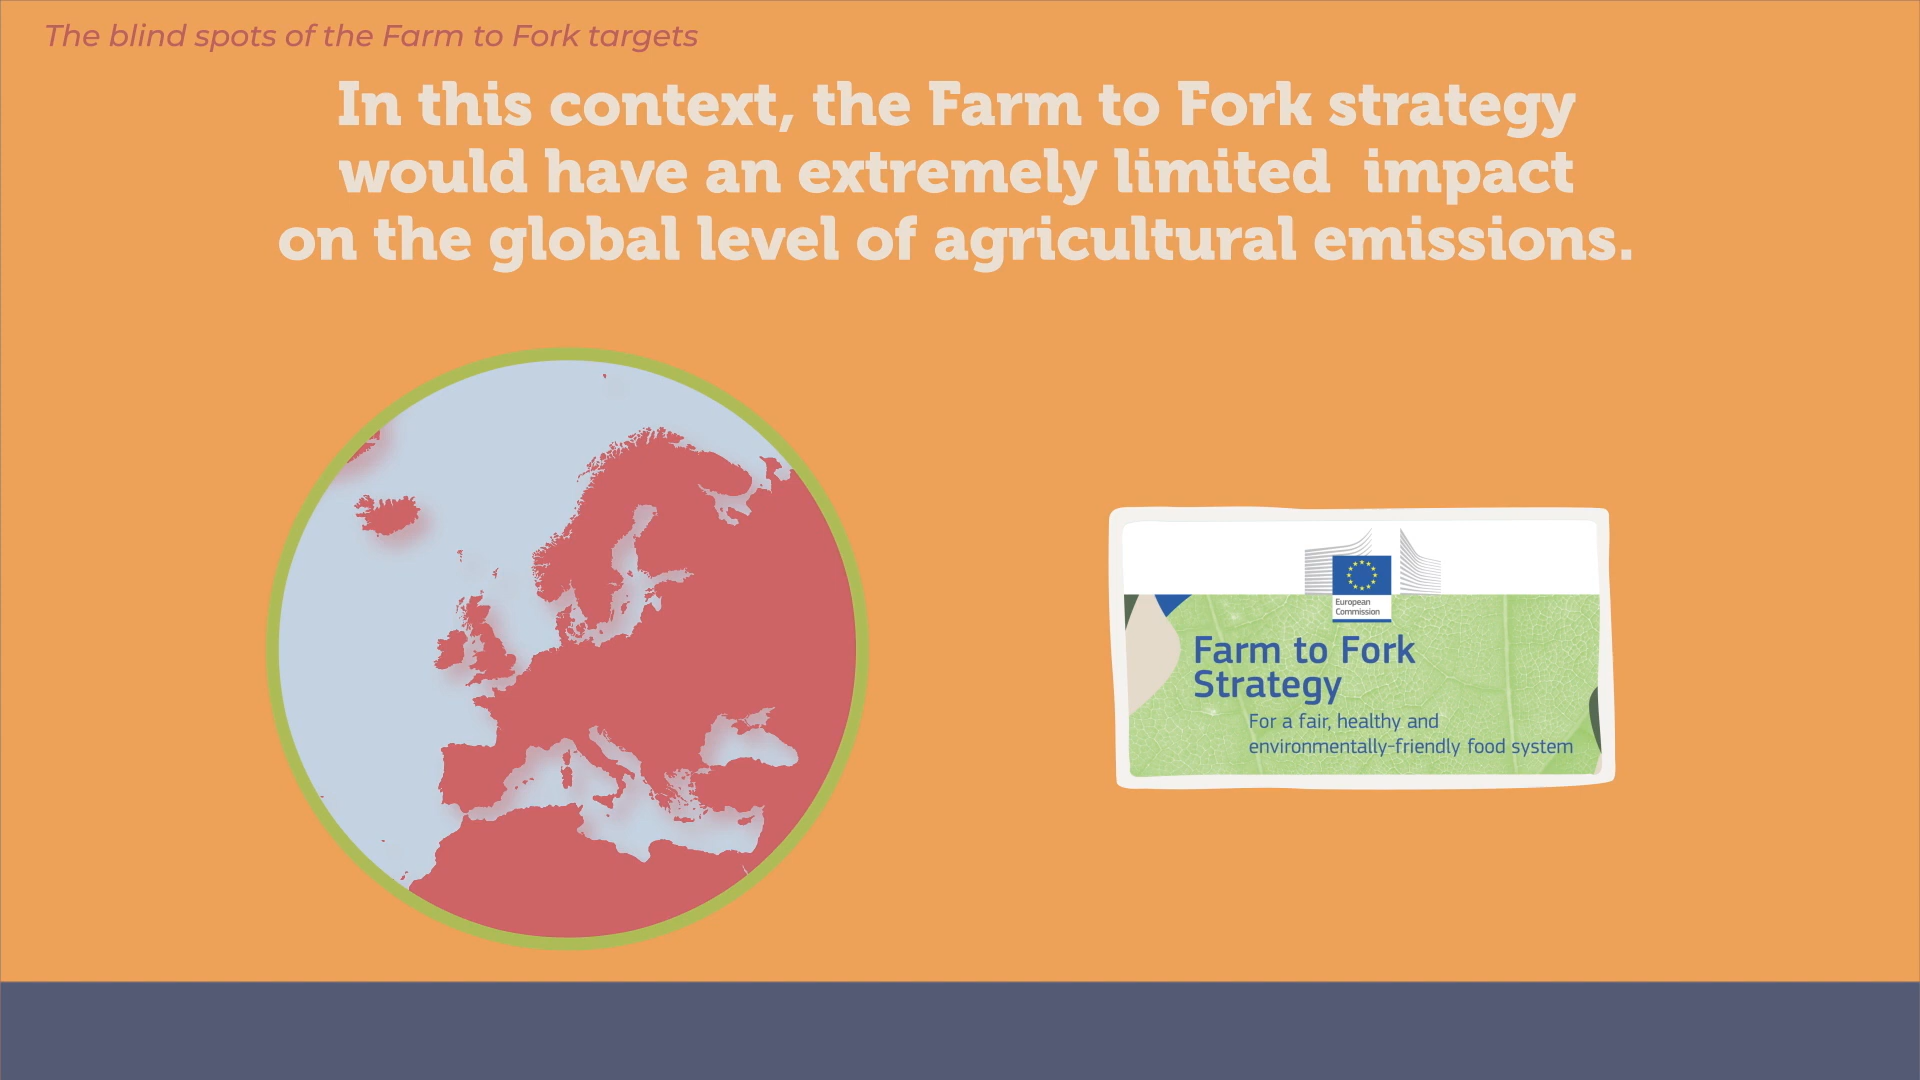 The blind spots of the Farm to Fork targets
In this context, the Farm to Fork strategy
would have an extremely limited  impact
on the global level of agricultural emissions.
European
Commission
Farm to Fork
Strategy
For a fair, healthy and
environmentally-friendly food system